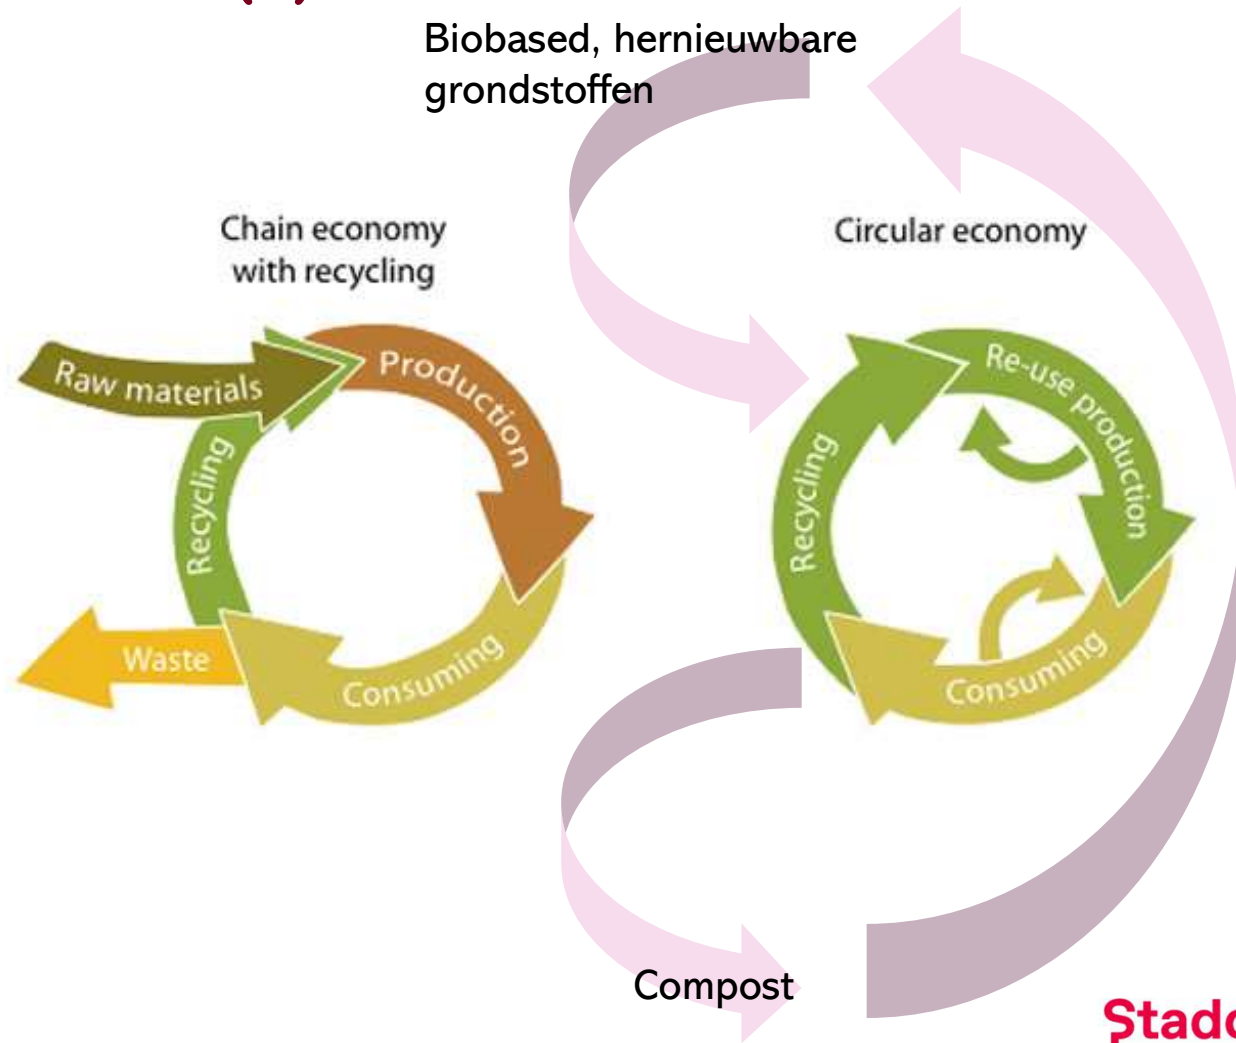 Biobased, hernieuwbare
grondstoffen
Chain economy
with recycling
Raw materials
Production
Recycling
Waste
Consuming
Circular economy
Re-use production
Recycling
Consuming
Compost